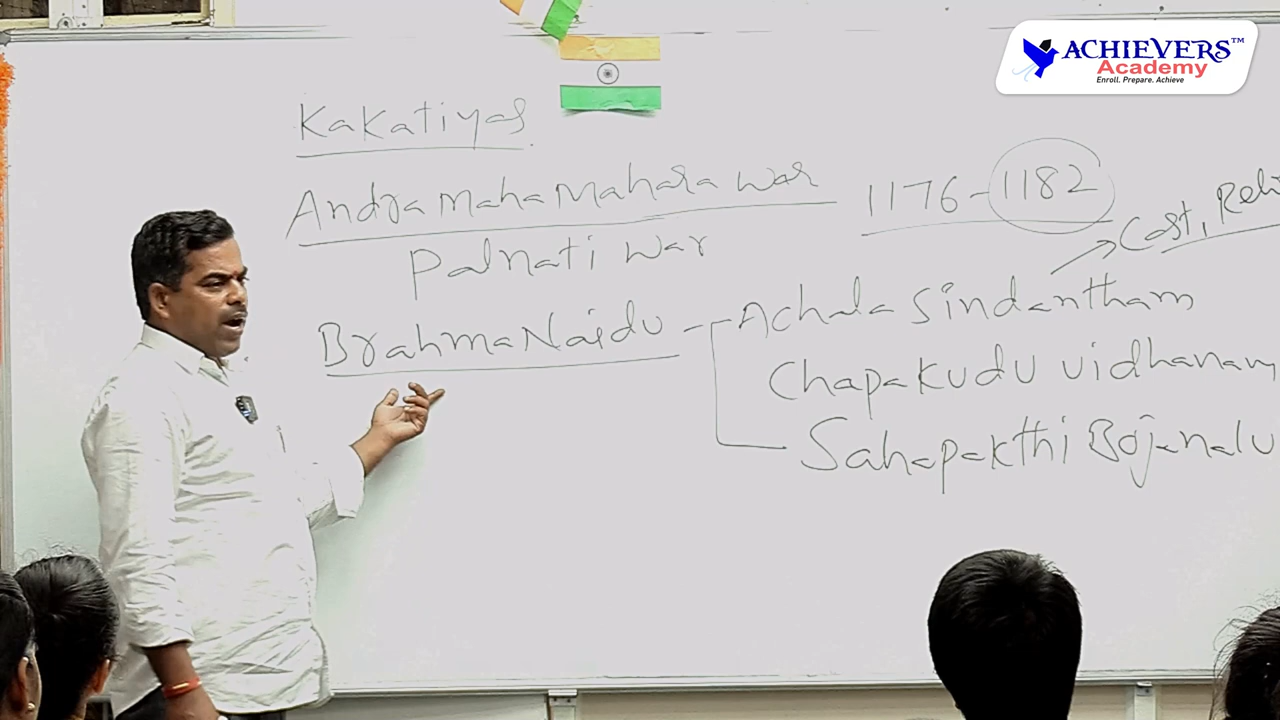 ACHIEVERS™
Academy
Enroll. Prepare. Achieve
Kakatiyas
Andra maha Mahara war 1176-1182
Cast, Reli
Palnati war
Brahma Naidu - Achala Sindantham
Chapakudu vidhanam
Sahapakthi Bojanalu